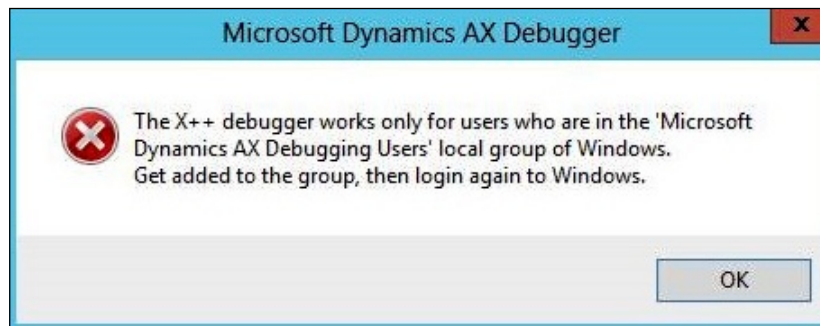 Microsoft Dynamics AX Debugger
x
The X++ debugger works only for users who are in the 'Microsoft
Dynamics AX Debugging Users' local group of Windows.
Get added to the group, then login again to Windows.
OK